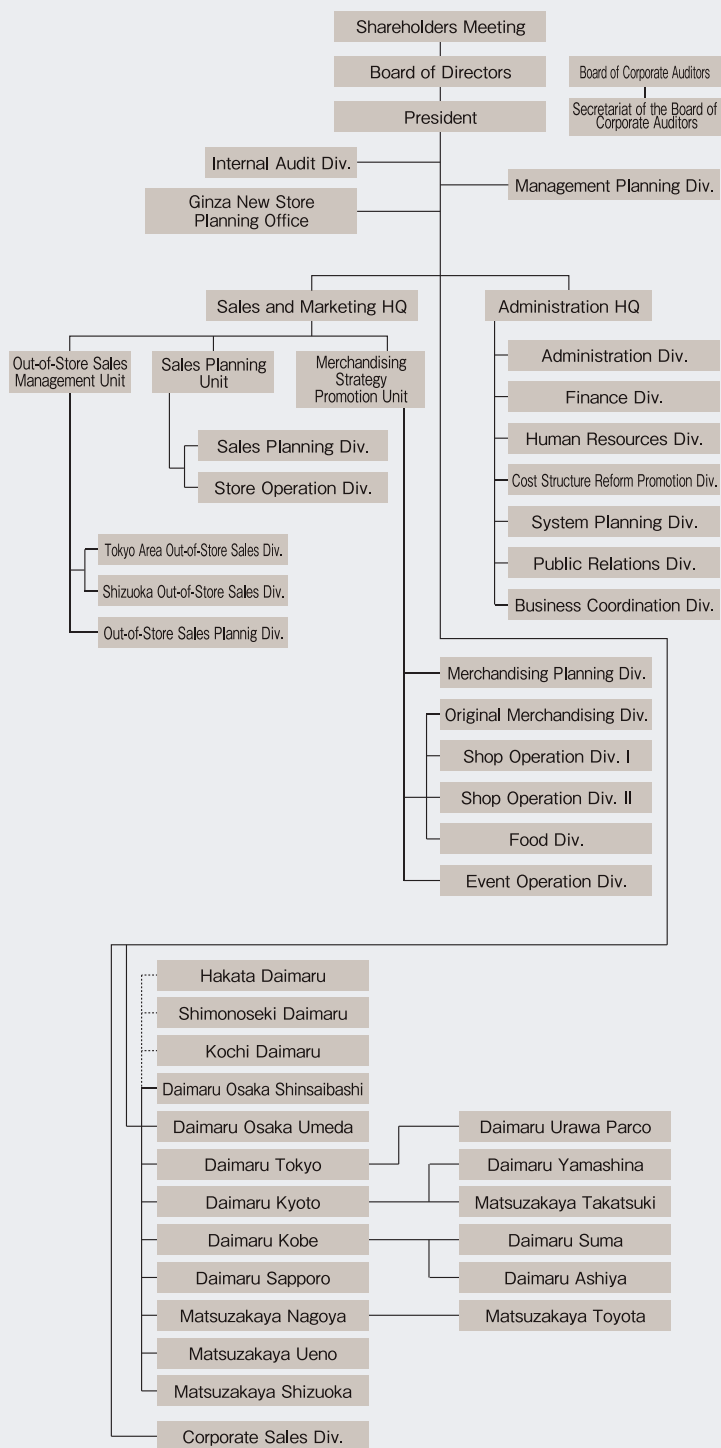 Shareholders Meeting
Board of Directors
Board of Corporate Auditors
President
Secretariat of the Board of
Corporate Auditors
Internal Audit Div.
Management Planning Div.
Ginza New Store
Planning Office
Sales and Marketing HQ
Administration HQ
Out-of-Store Sales
Management Unit
Sales Planning
Unit
Merchandising
Strategy
Promotion Unit
Administration Div.
Finance Div.
Human Resources Div.
Cost Structure Reform Promotion Div.
System Planning Div.
Public Relations Div.
Business Coordination Div.
Sales Planning Div.
Store Operation Div.
Tokyo Area Out-of-Store Sales Div.
Shizuoka Out-of-Store Sales Div.
Out-of-Store Sales Plannig Div.
Merchandising Planning Div.
Original Merchandising Div.
Shop Operation Div. I
Shop Operation Div. II
Food Div.
Event Operation Div.
Hakata Daimaru
Shimonoseki Daimaru
Kochi Daimaru
Daimaru Osaka Shinsaibashi
Daimaru Osaka Umeda
Daimaru Urawa Parco
Daimaru Tokyo
Daimaru Yamashina
Daimaru Kyoto
Matsuzakaya Takatsuki
Daimaru Kobe
Daimaru Suma
Daimaru Sapporo
Daimaru Ashiya
Matsuzakaya Nagoya
Matsuzakaya Toyota
Matsuzakaya Ueno
Matsuzakaya Shizuoka
Corporate Sales Div.